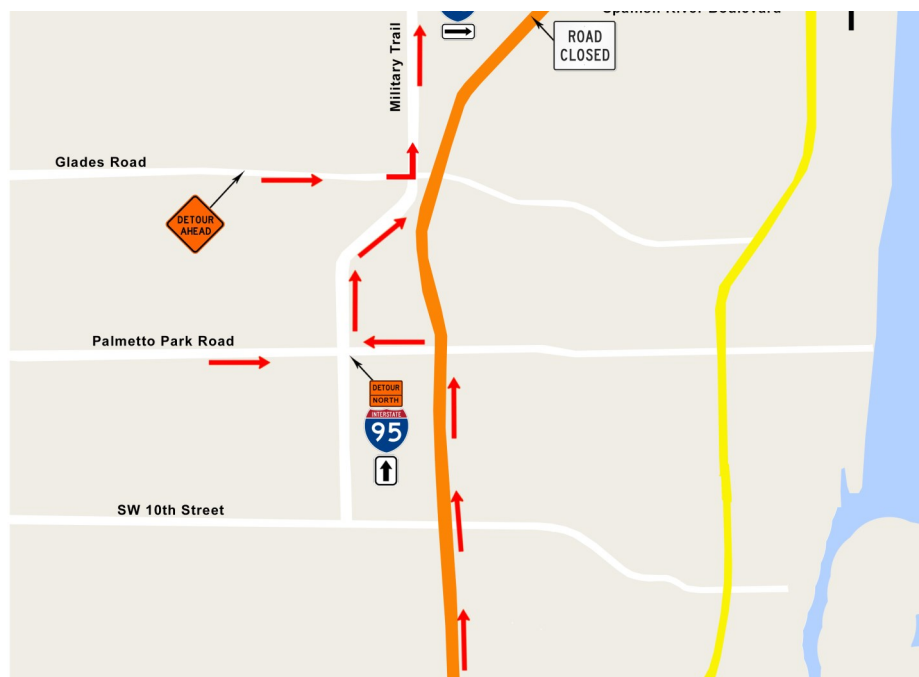 Military Trail
ROAD
CLOSED
Glades Road
DETOUR
AHEAD
Palmetto Park Road
DETOUR
NORTH
INTERSTATE
95
SW 10th Street